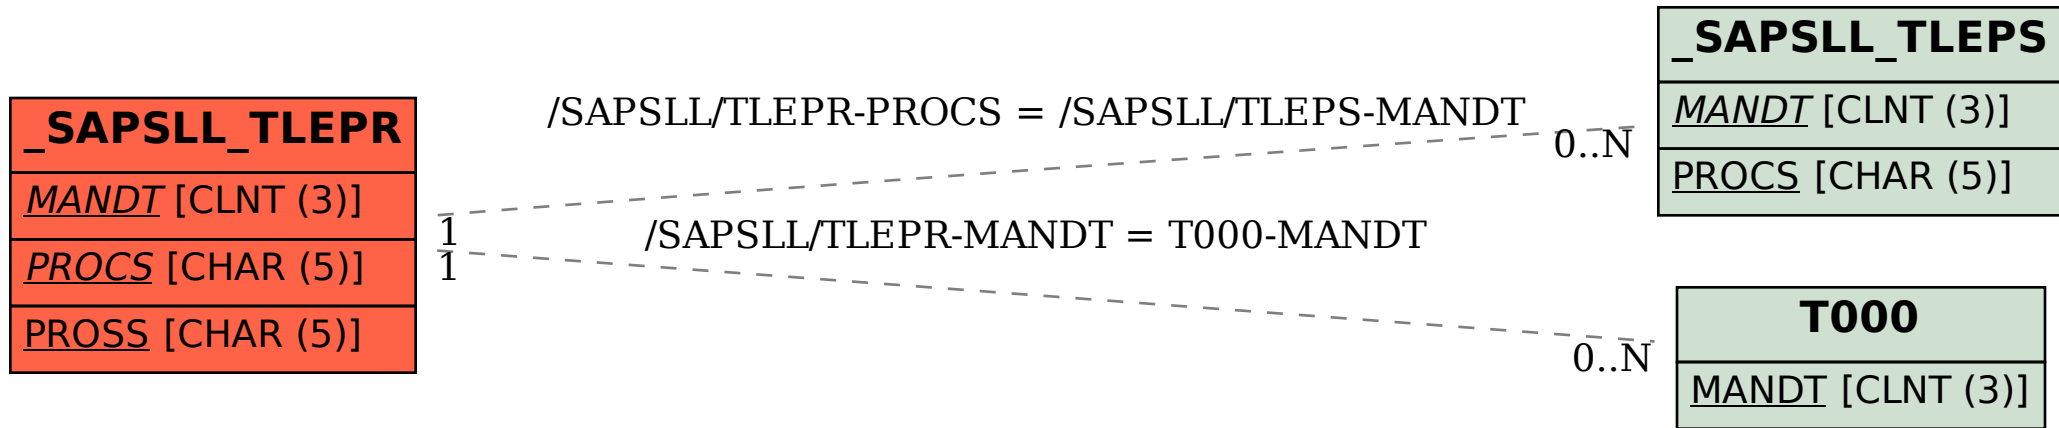 _SAPSLL_TLEPR
MANDT [CLNT (3)]
PROCS [CHAR (5)]
PROSS [CHAR (5)]
/SAPSLL/TLEPR-PROCS = /SAPSLL/TLEPS-MANDT
1
0..N
/SAPSLL/TLEPR-MANDT = T000-MANDT
1
0..N
_SAPSLL_TLEPS
MANDT [CLNT (3)]
PROCS [CHAR (5)]
T000
MANDT [CLNT (3)]